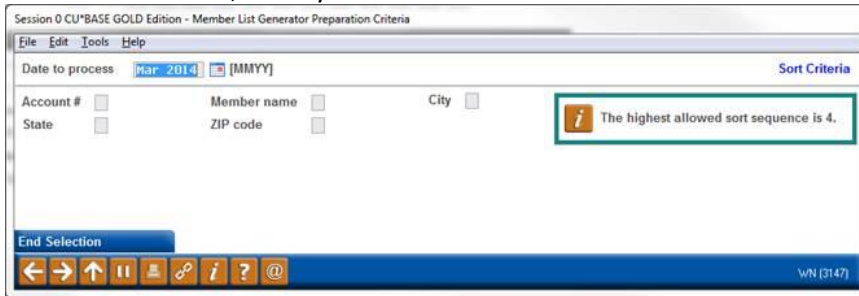 Session 0 CU*BASE GOLD Edition - Member List Generator Preparation Criteria
File Edit Tools Help
Date to process Mar 2014 [MMYY] Sort Criteria
Account # Member name City
State ZIP code
i The highest allowed sort sequence is 4.
End Selection
i ? @ WN (3147)